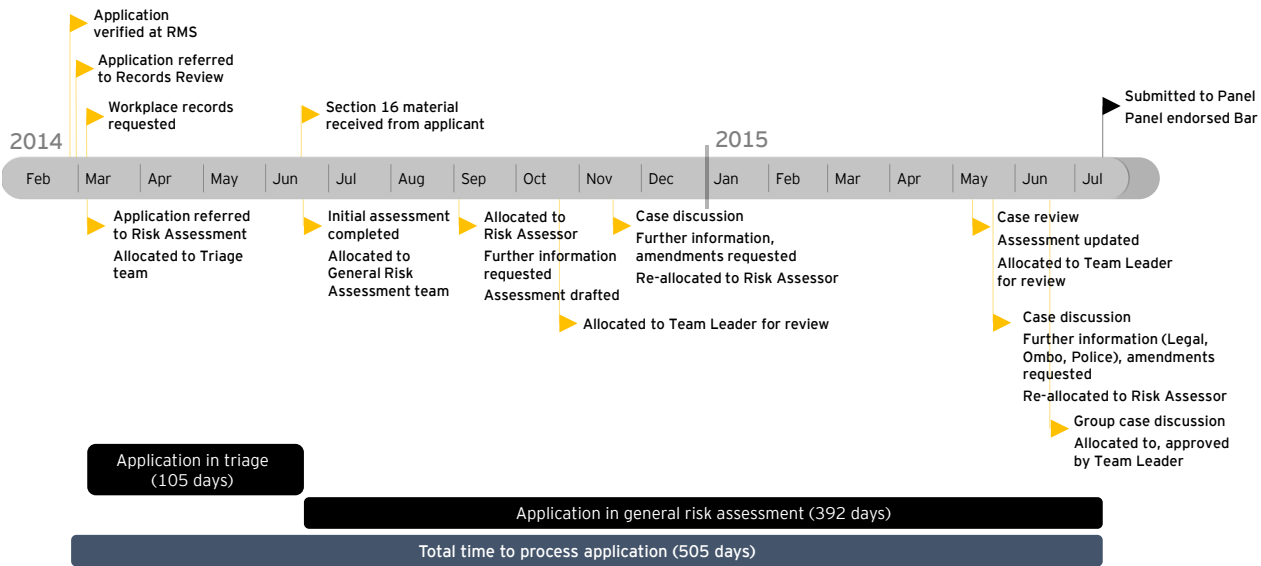 Application
verified at RMS
Application referred
to Records Review
Workplace records
requested
Section 16 material
received from applicant
Submitted to Panel
Panel endorsed Bar
2014
2015
Feb Mar Apr May Jun Jul Aug Sep Oct Nov Dec Jan Feb Mar Apr May Jun Jul
Application referred
to Risk Assessment
Allocated to Triage
team
Initial assessment
completed
Allocated to
General Risk
Assessment team
Allocated to
Risk Assessor
Further information
requested
Assessment drafted
Allocated to Team Leader for review
Case discussion
Further information,
amendments requested
Re-allocated to Risk Assessor
Case review
Assessment updated
Allocated to Team Leader
for review
Case discussion
Further information (Legal,
Ombo, Police), amendments
requested
Re-allocated to Risk Assessor
Group case discussion
Allocated to, approved
by Team Leader
Application in triage
(105 days)
Application in general risk assessment (392 days)
Total time to process application (505 days)